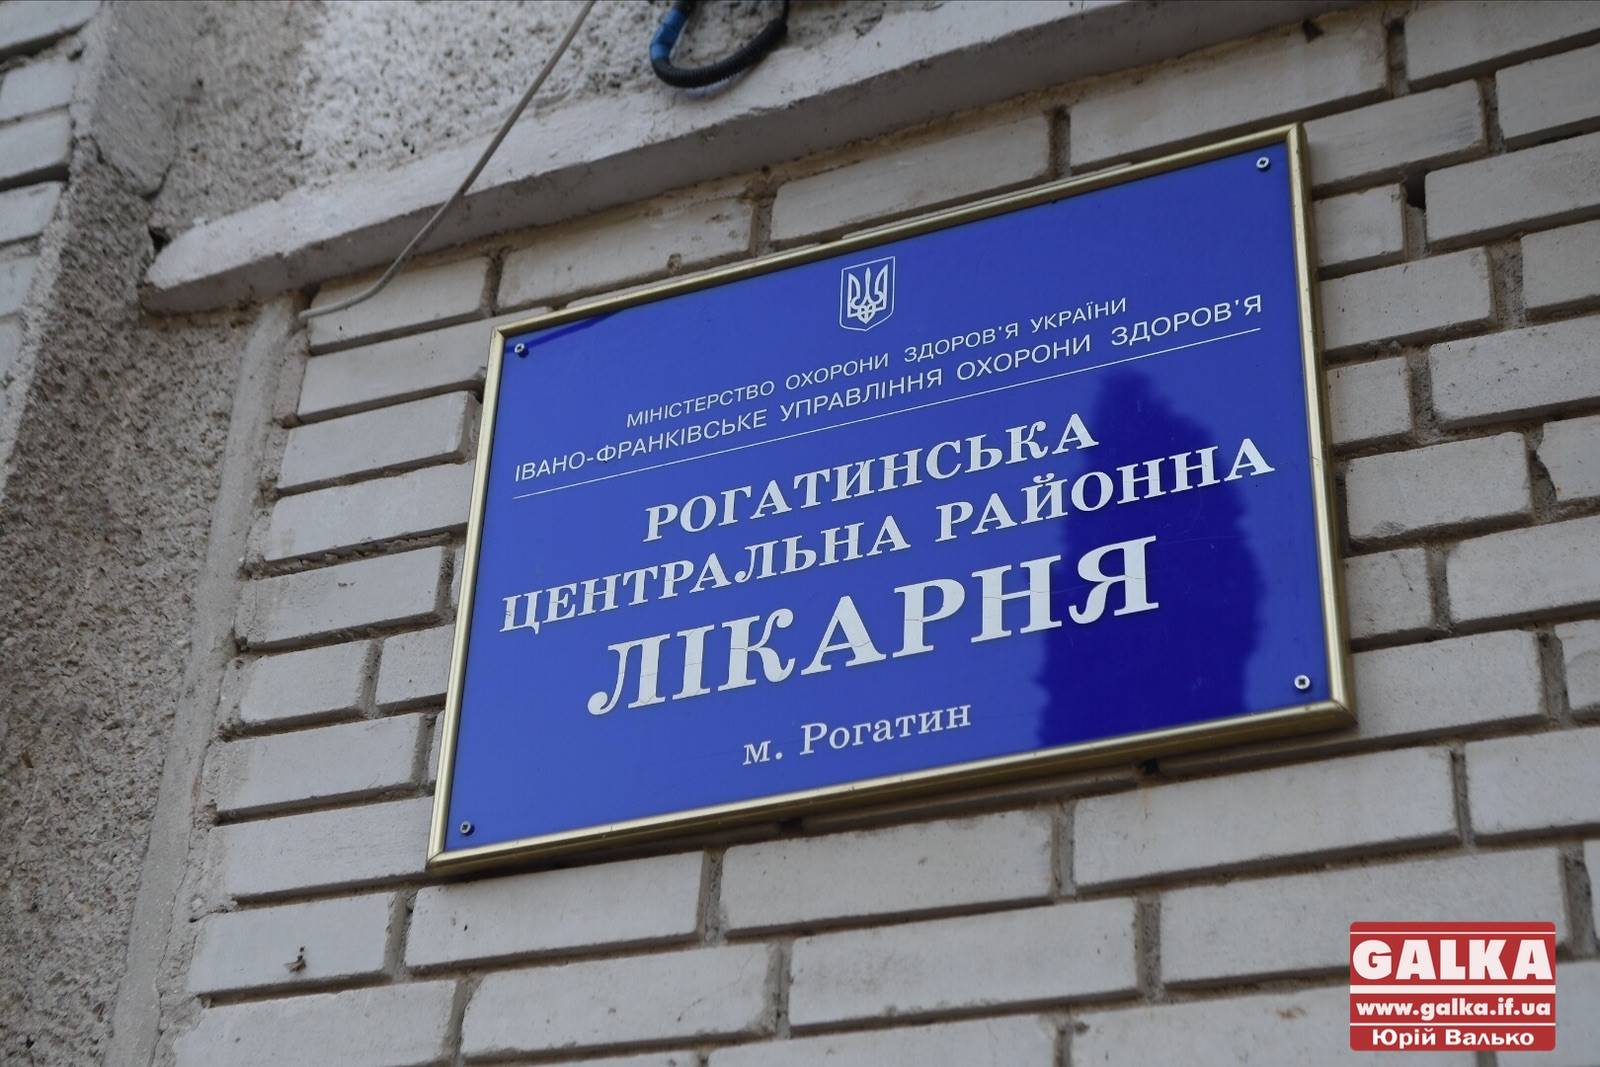 МІНІСТЕРСТВО ОХОРОНИ ЗДОРОВ'Я УКРАЇНИ
ІВАНО-ФРАНКІВСЬКЕ УПРАВЛІННЯ ОХОРОНИ ЗДОРОВ'Я
РОГАТИНСЬКА
ЦЕНТРАЛЬНА РАЙОННА
ЛІКАРНЯ
м. Рогатин
GALKA
www.galka.if.ua
Юрій Валько